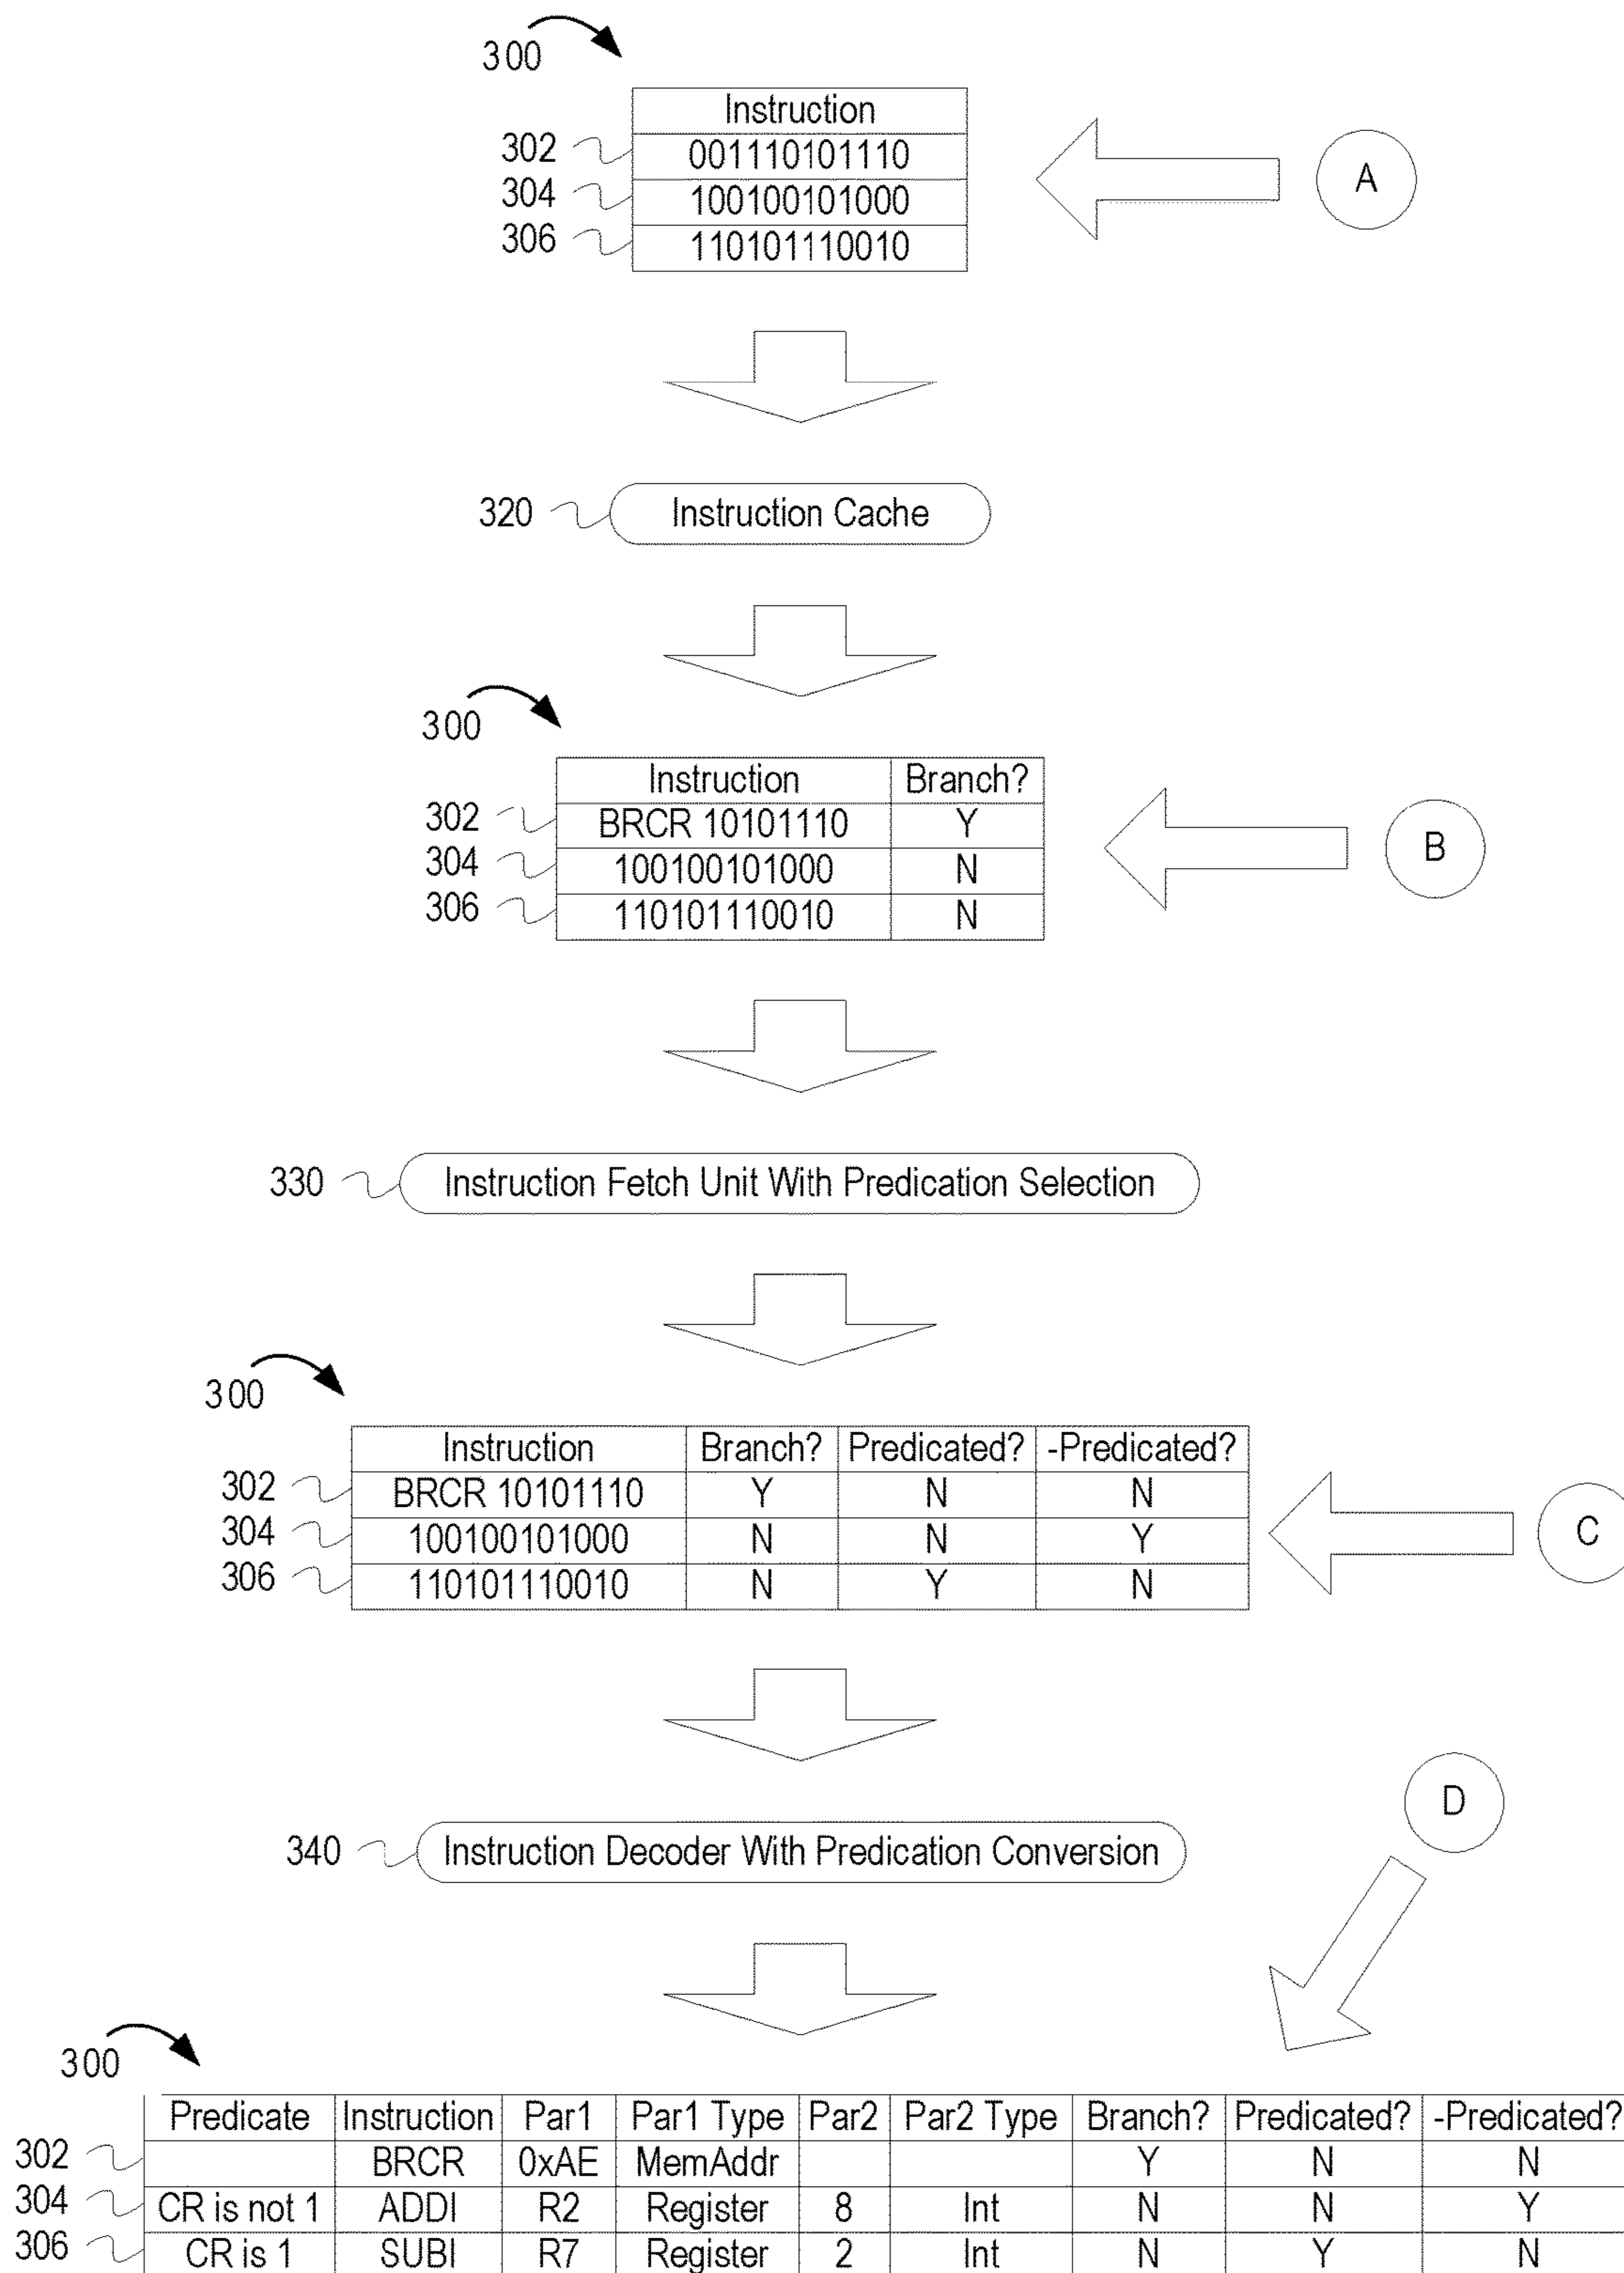 300
Instruction
302 001110101110
304 100100101000 A
306 110101110010
320 Instruction Cache
300
Instruction Branch?
302 BRCR 10101110 Y
304 100100101000 N B
306 110101110010 N
330 Instruction Fetch Unit With Predication Selection
300
Instruction Branch? Predicated? -Predicated?
302 BRCR 10101110 Y N N
304 100100101000 N N Y C
306 110101110010 N Y N
D
340 Instruction Decoder With Predication Conversion
300
Predicate Instruction Par1 Par1 Type Par2 Par2 Type Branch? Predicated? -Predicated?
302 BRCR 0xAE MemAddr Y N N
304 CR is not 1 ADDI R2 Register 8 Int N N Y
306 CR is 1 SUBI R7 Register 2 Int N Y N